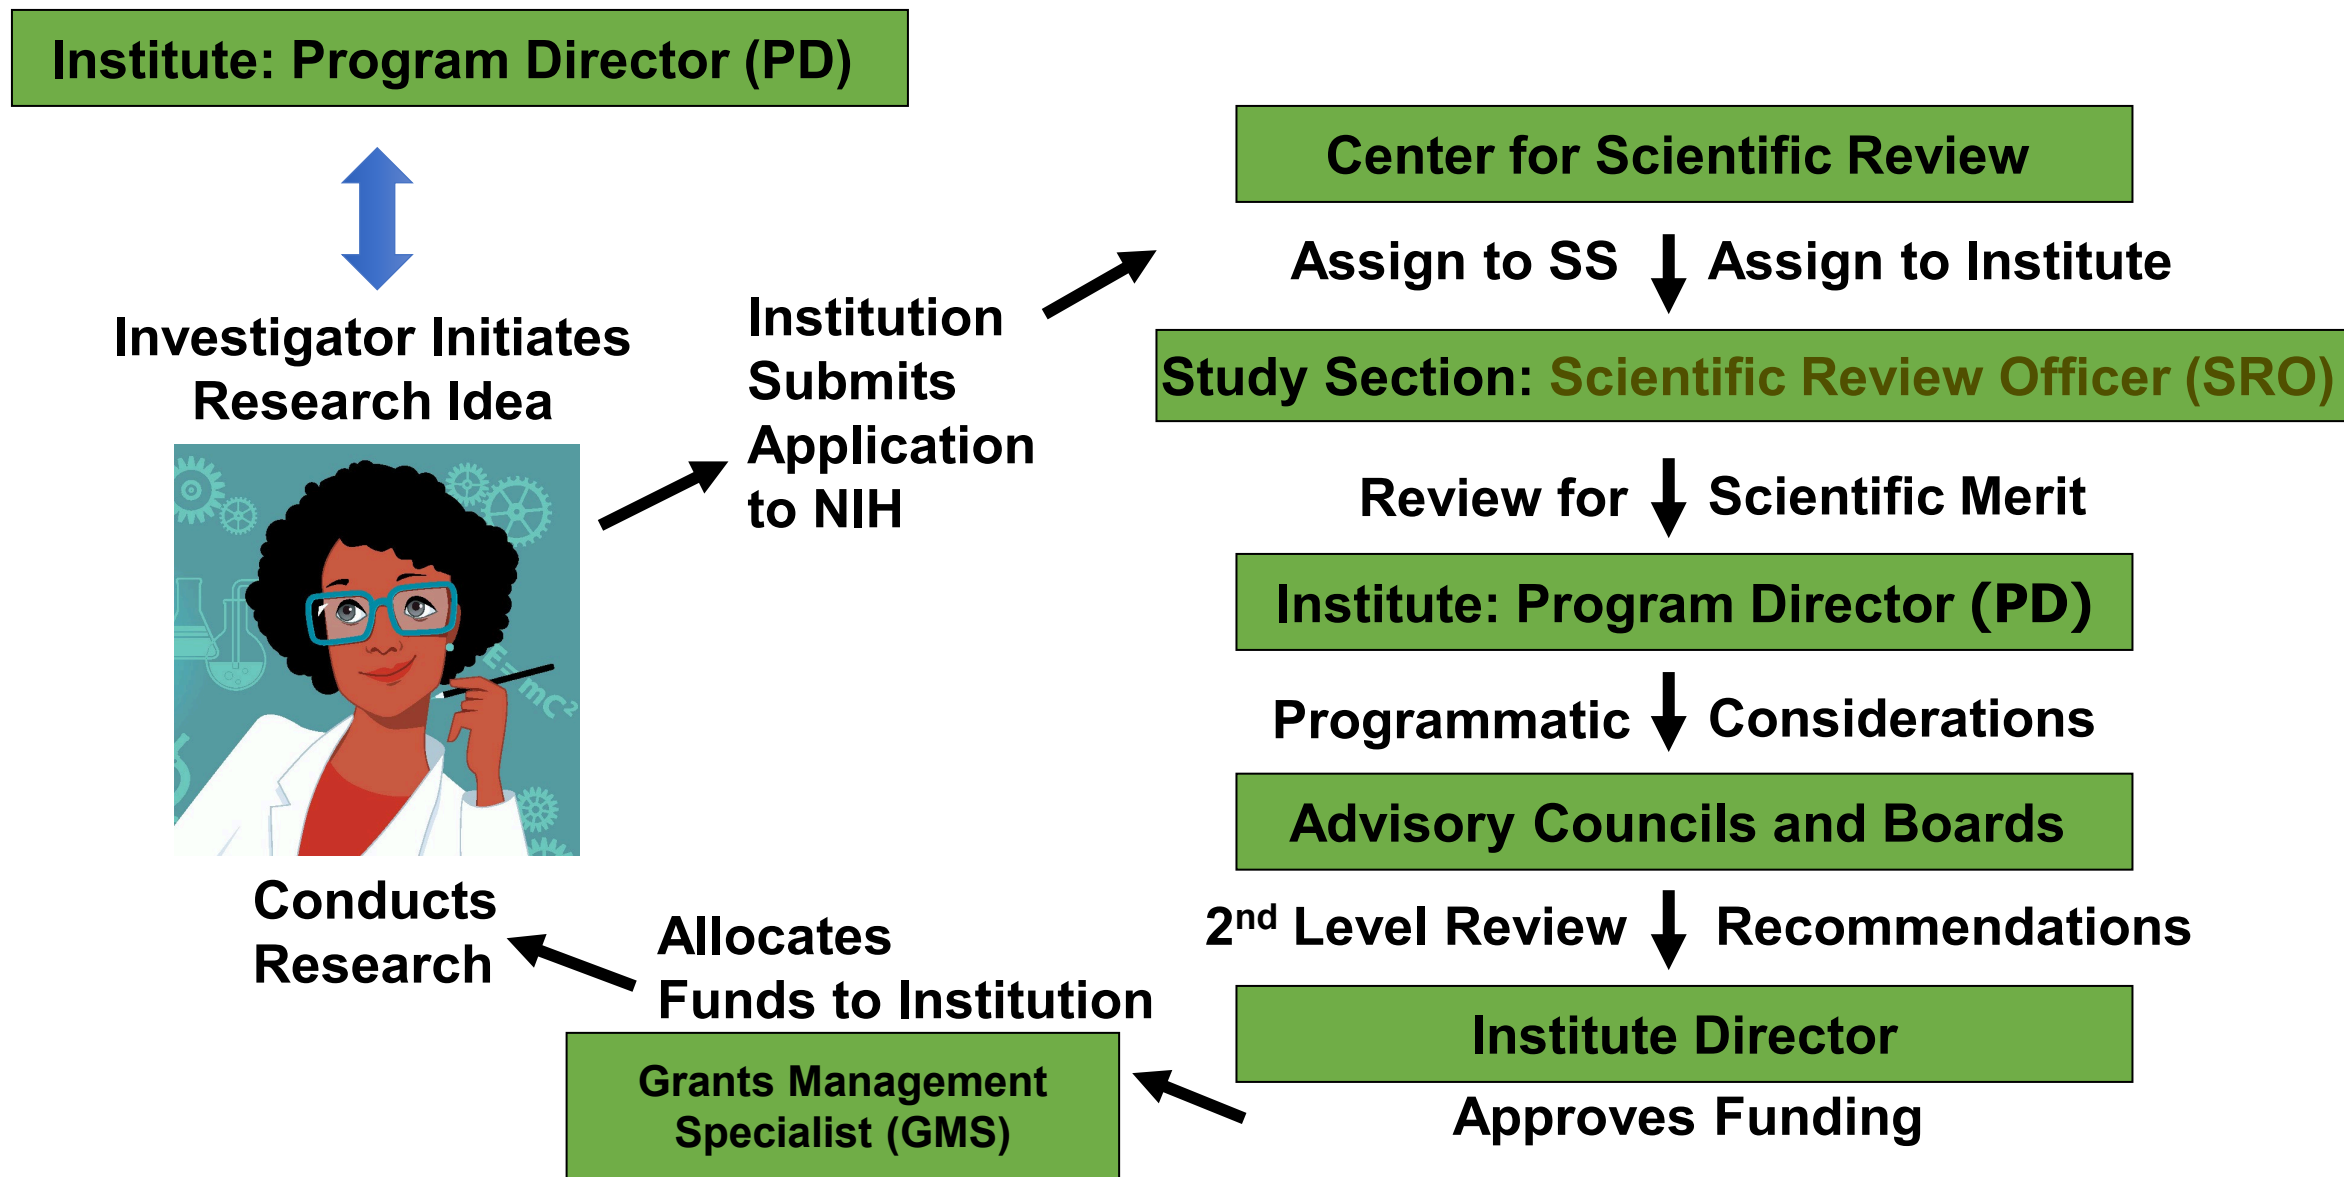 Institute: Program Director (PD)
Investigator Initiates
Research Idea
E=mC²
Conducts
Research
Institution
Submits
Application
to NIH
Center for Scientific Review
Assign to SS Assign to Institute
Study Section: Scientific Review Officer (SRO)
Review for Scientific Merit
Institute: Program Director (PD)
Programmatic Considerations
Advisory Councils and Boards
2nd Level Review Recommendations
Institute Director
Approves Funding
Allocates
Funds to Institution
Grants Management
Specialist (GMS)